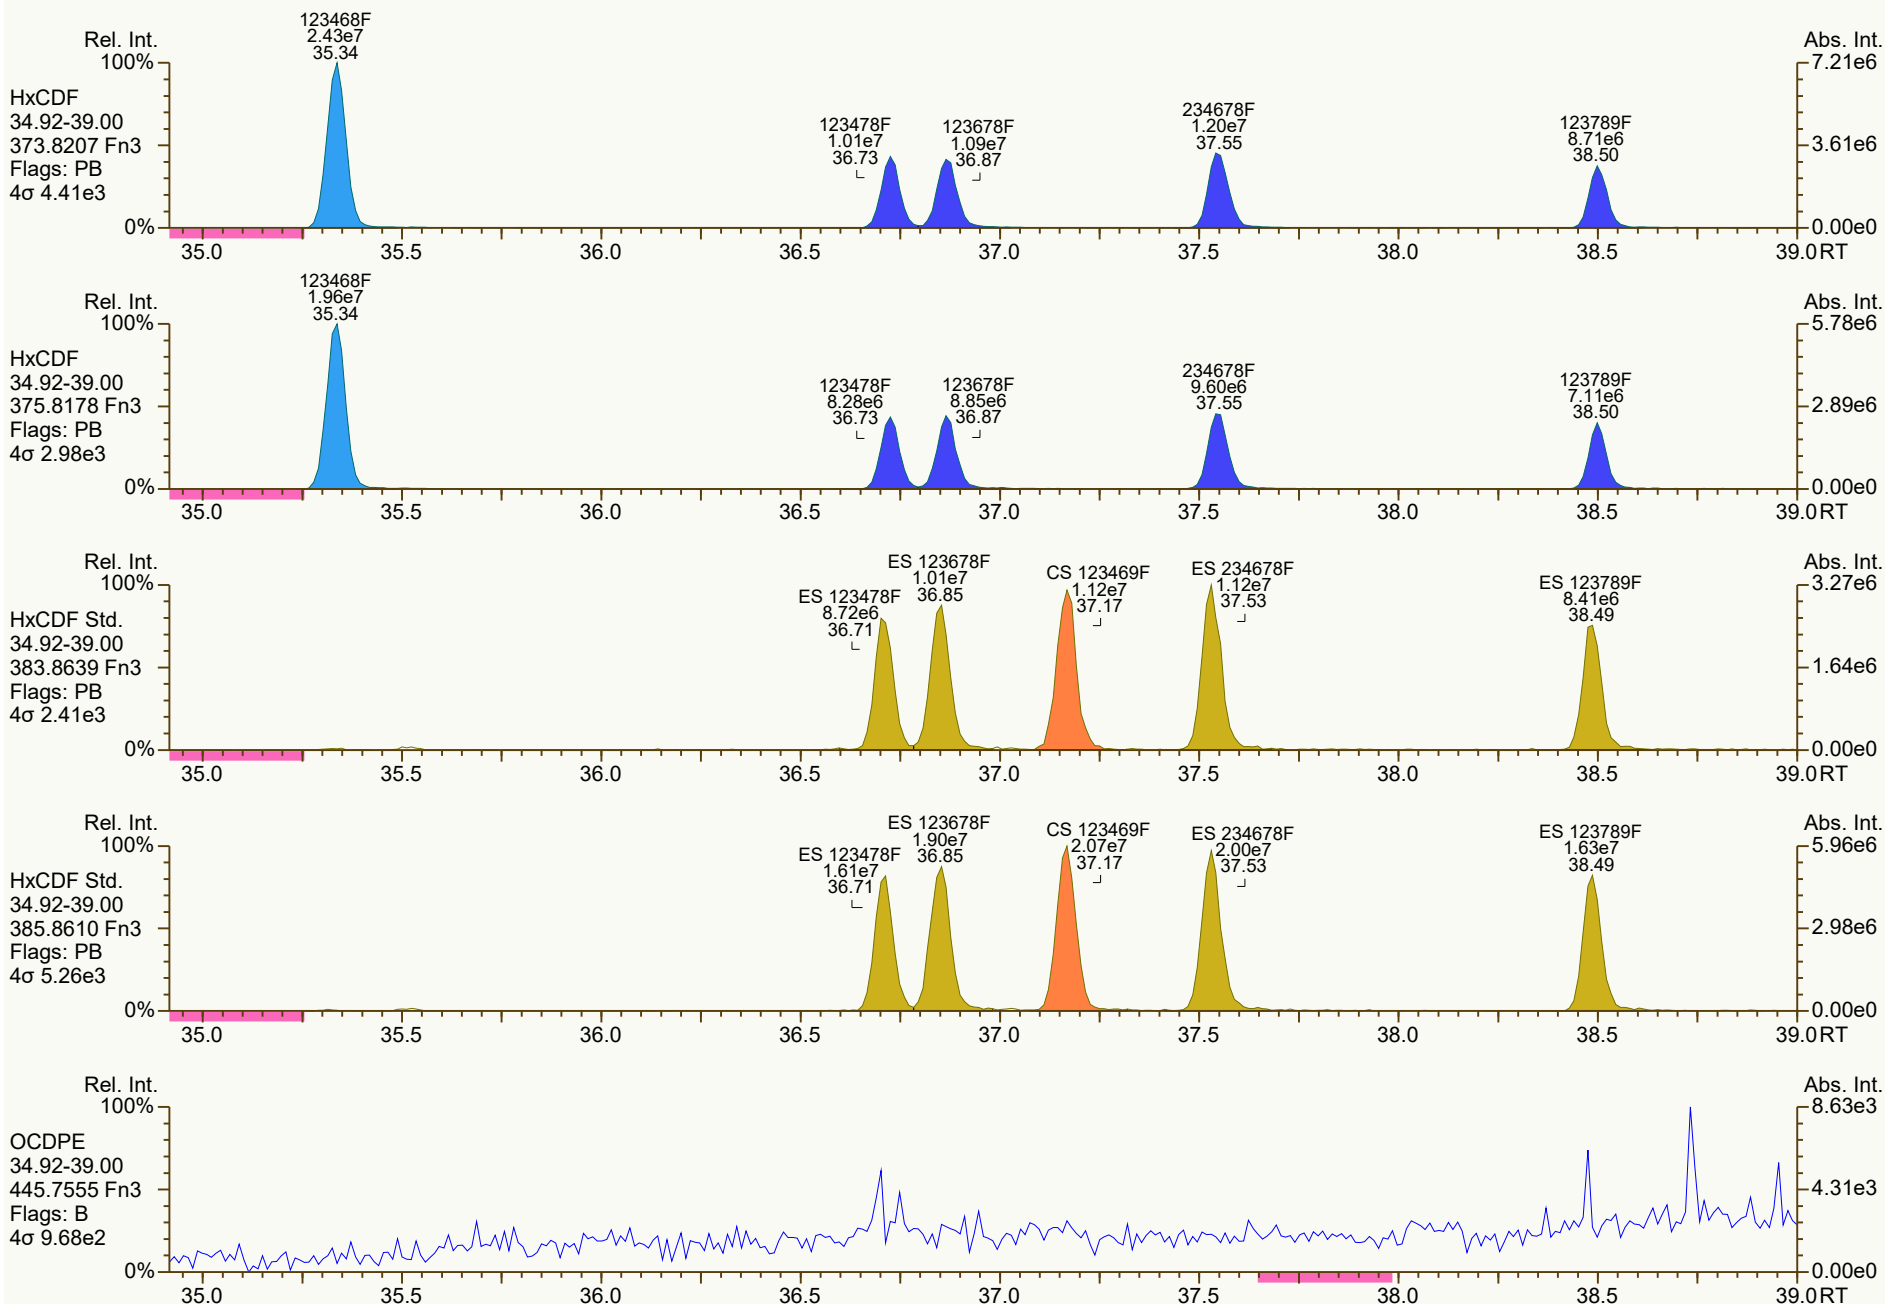 123468F
2.43e7
35.34
Rel. Int.
Abs. Int.
100%
7.21e6
HxCDF
34.92-39.00
373.8207 Fn3
Flags: PB
4σ 4.41e3
123478F
1.01e7
36.73
123678F
1.09e7
36.87
234678F
1.20e7
37.55
123789F
8.71e6
38.50
3.61e6
0%
0.00e0
35.0 35.5 36.0 36.5 37.0 37.5 38.0 38.5 39.0 RT
123468F
1.96e7
35.34
Rel. Int.
Abs. Int.
100%
5.78e6
HxCDF
34.92-39.00
375.8178 Fn3
Flags: PB
4σ 2.98e3
123478F
8.28e6
36.73
123678F
8.85e6
36.87
234678F
9.60e6
37.55
123789F
7.11e6
38.50
2.89e6
0%
0.00e0
35.0 35.5 36.0 36.5 37.0 37.5 38.0 38.5 39.0 RT
Rel. Int.
Abs. Int.
100%
3.27e6
HxCDF Std.
34.92-39.00
383.8639 Fn3
Flags: PB
4σ 2.41e3
ES 123478F
8.72e6
36.71
ES 123678F
1.01e7
36.85
CS 123469F
1.12e7
37.17
ES 234678F
1.12e7
37.53
ES 123789F
8.41e6
38.49
1.64e6
0%
0.00e0
35.0 35.5 36.0 36.5 37.0 37.5 38.0 38.5 39.0 RT
Rel. Int.
Abs. Int.
100%
5.96e6
HxCDF Std.
34.92-39.00
385.8610 Fn3
Flags: PB
4σ 5.26e3
ES 123478F
1.61e7
36.71
ES 123678F
1.90e7
36.85
CS 123469F
2.07e7
37.17
ES 234678F
2.00e7
37.53
ES 123789F
1.63e7
38.49
2.98e6
0%
0.00e0
35.0 35.5 36.0 36.5 37.0 37.5 38.0 38.5 39.0 RT
Rel. Int.
Abs. Int.
100%
8.63e3
OCDPE
34.92-39.00
445.7555 Fn3
Flags: B
4σ 9.68e2
4.31e3
0%
0.00e0
35.0 35.5 36.0 36.5 37.0 37.5 38.0 38.5 39.0 RT